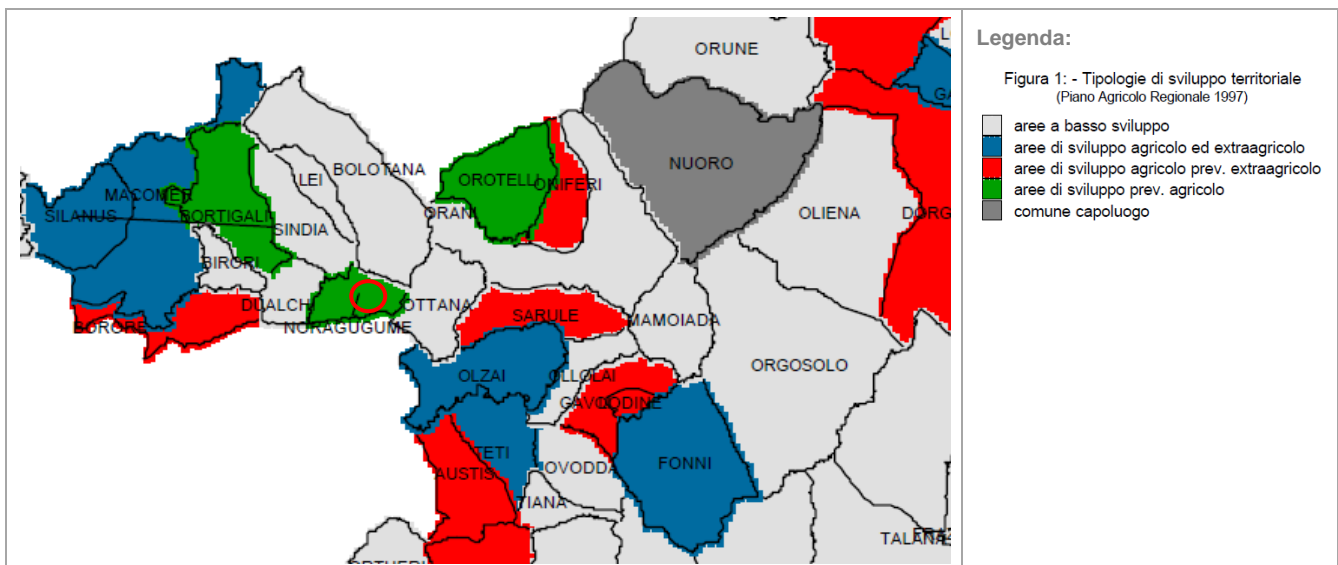 ORUNE
NUORO
BOLOTANA
LEI
OROTELLI
ONIFERI
MACOMER
SILANUS
BORTIGALI
ORANI
OLIENA
DORG
SINDIA
BIRORI
DUALCHI
OTTANA
BORORE
NORAGUGUME
SARULE
MAMOIADA
ORGOSOLO
OLZAI
OLLOLAI
LODINE
TETI
AUSTIS
OVODDA
FONNI
TIANA
TALANA
Legenda:
Figura 1: - Tipologie di sviluppo territoriale
(Piano Agricolo Regionale 1997)
aree a basso sviluppo
aree di sviluppo agricolo ed extraagricolo
aree di sviluppo agricolo prev. extraagricolo
aree di sviluppo prev. agricolo
comune capoluogo